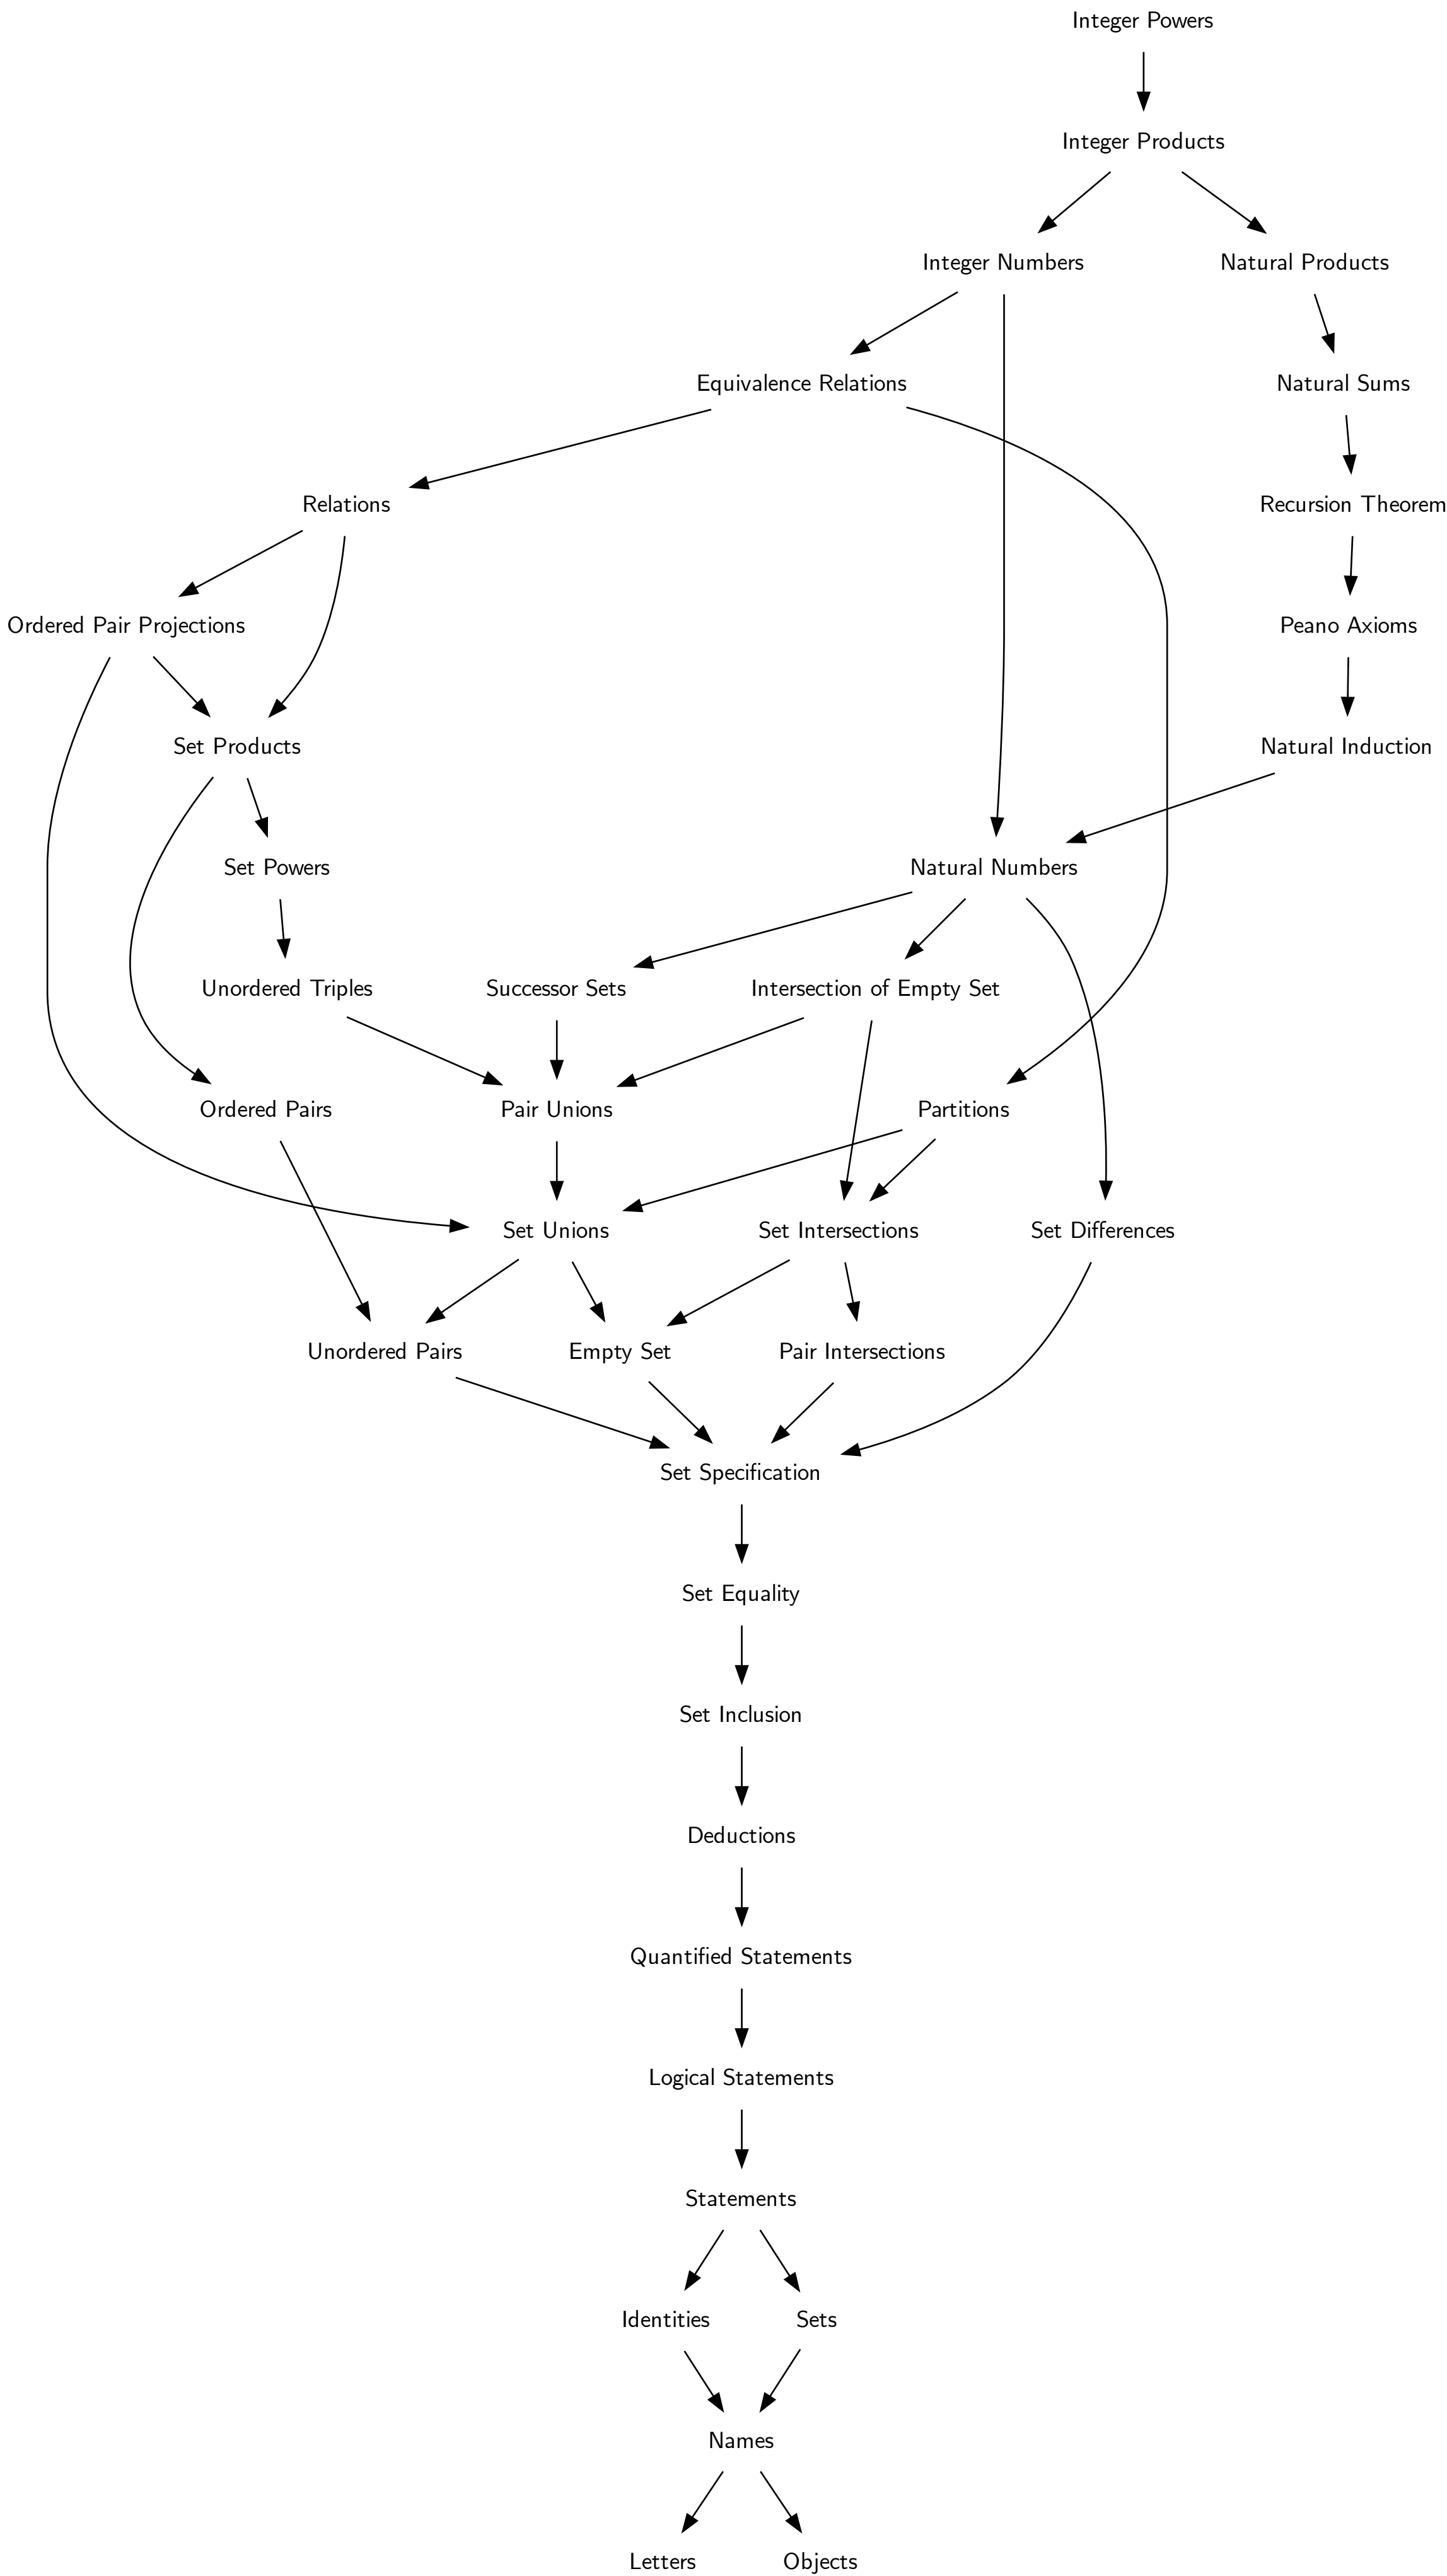 Integer Powers
Integer Products
Integer Numbers
Natural Products
Equivalence Relations
Natural Sums
Relations
Recursion Theorem
Ordered Pair Projections
Peano Axioms
Set Products
Natural Induction
Set Powers
Natural Numbers
Unordered Triples
Successor Sets
Intersection of Empty Set
Ordered Pairs
Pair Unions
Partitions
Set Unions
Set Intersections
Set Differences
Unordered Pairs
Empty Set
Pair Intersections
Set Specification
Set Equality
Set Inclusion
Deductions
Quantified Statements
Logical Statements
Statements
Identities
Sets
Names
Letters
Objects